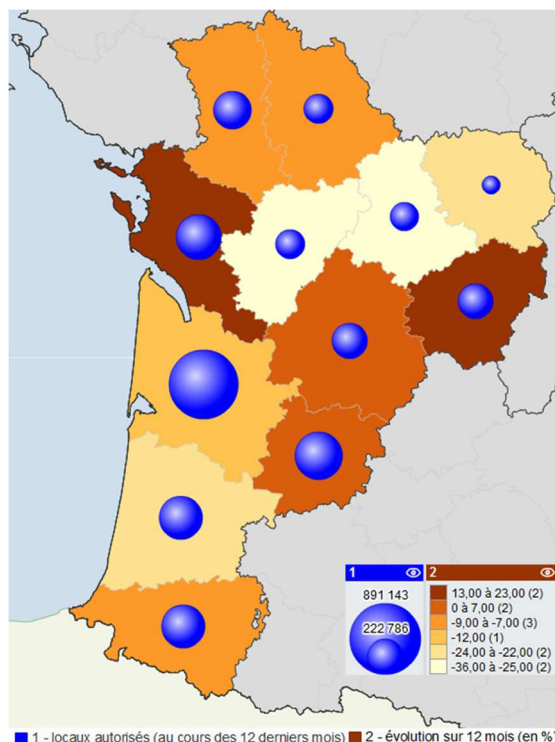 1 2
891 143
222 786
13,00 à 23,00 (2)
0 à 7,00 (2)
-9,00 à -7,00 (3)
-12,00 (1)
-24,00 à -22,00 (2)
-36,00 à -25,00 (2)
1 - locaux autorisés (au cours des 12 derniers mois) 2 - évolution sur 12 mois (en %